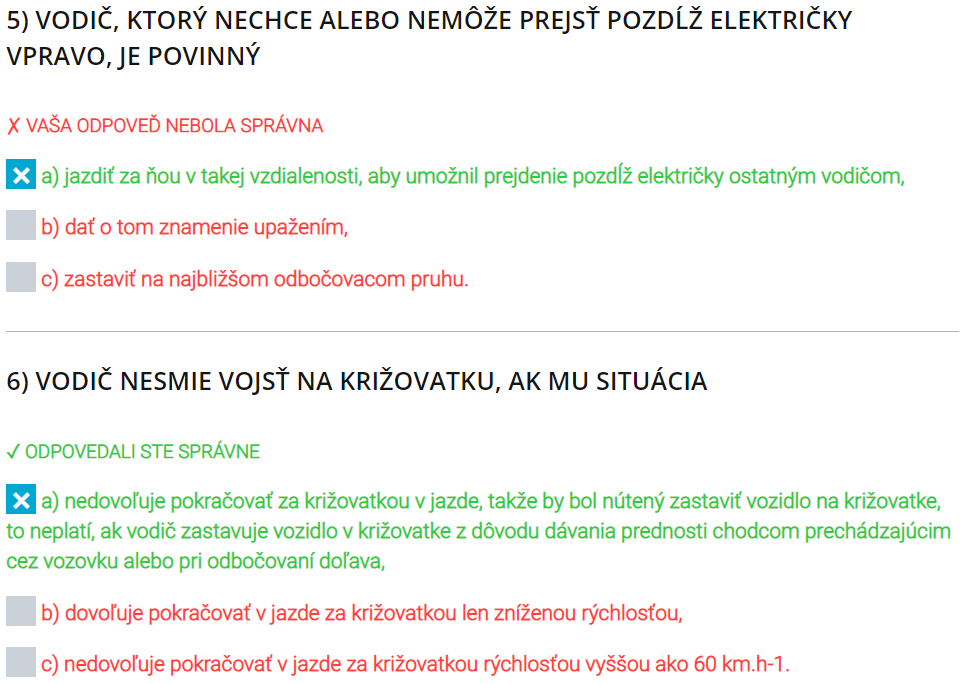 5) VODIČ, KTORÝ NECHCE ALEBO NEMÔŽE PREJSŤ POZDĹŽ ELEKTRIČKY
VPRAVO, JE POVINNÝ
✗ VAŠA ODPOVEĎ NEBOLA SPRÁVNA
a) jazdiť za ňou v takej vzdialenosti, aby umožnil prejdenie pozdĺž električky ostatným vodičom,
b) dať o tom znamenie upažením,
c) zastaviť na najbližšom odbočovacom pruhu.
6) VODIČ NESMIE VOJSŤ NA KRIŽOVATKU, AK MU SITUÁCIA
✓ ODPOVEDALI STE SPRÁVNE
a) nedovoľuje pokračovať za križovatkou v jazde, takže by bol nútený zastaviť vozidlo na križovatke,
to neplatí, ak vodič zastavuje vozidlo v križovatke z dôvodu dávania prednosti chodcom prechádzajúcim
cez vozovku alebo pri odbočovaní doľava,
b) dovoľuje pokračovať v jazde za križovatkou len zníženou rýchlosťou,
c) nedovoľuje pokračovať v jazde za križovatkou rýchlosťou vyššou ako 60 km.h-1.